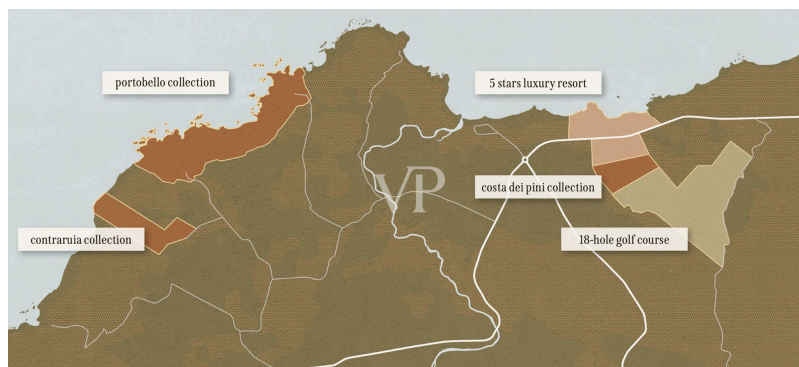 portobello collection
5 stars luxury resort
VP
costa dei pini collection
contraruia collection
18-hole golf course